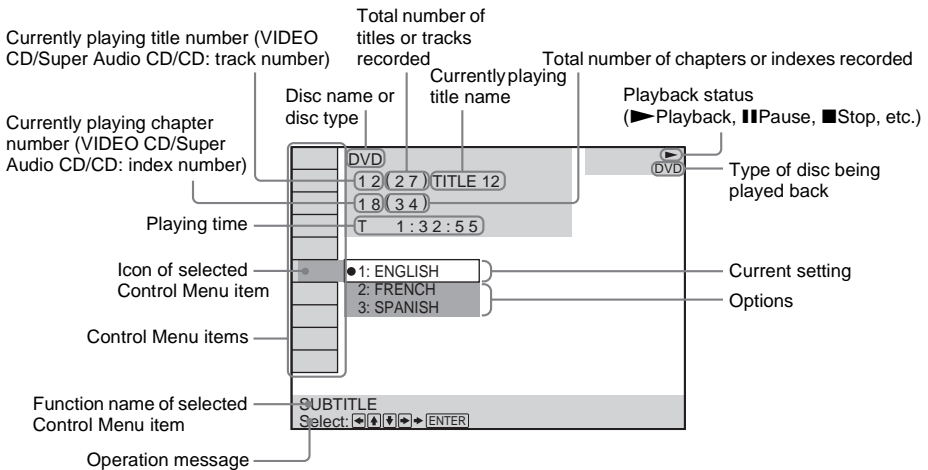 Currently playing title number (VIDEO
CD/Super Audio CD/CD: track number)
Total number of
titles or tracks
recorded
Currently playing
title name
Total number of chapters or indexes recorded
Disc name or
disc type
Playback status
(►Playback, ❚❚Pause, ■Stop, etc.)
Currently playing chapter
number (VIDEO CD/Super
Audio CD/CD: index number)
DVD
►
DVD
Type of disc being
played back
1 2 ( 2 7 ) TITLE 12
1 8 ( 3 4 )
Playing time
T 1 : 3 2 : 5 5
Icon of selected
Control Menu item
●1: ENGLISH
2: FRENCH
3: SPANISH
Current setting
Options
Control Menu items
Function name of selected
Control Menu item
SUBTITLE
Select: ←↑↓→ → ENTER
Operation message